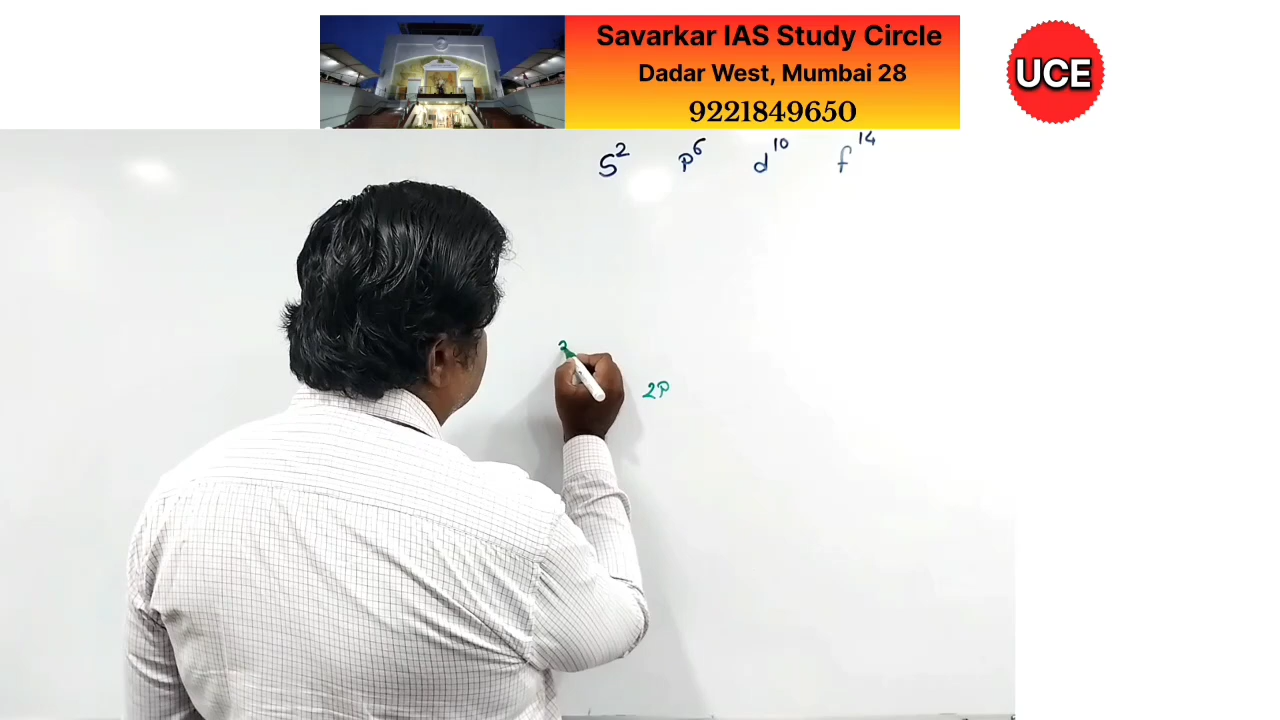 Savarkar IAS Study Circle
Dadar West, Mumbai 28
9221849650
UCE
S² P⁶ d¹⁰ f¹⁴
2P